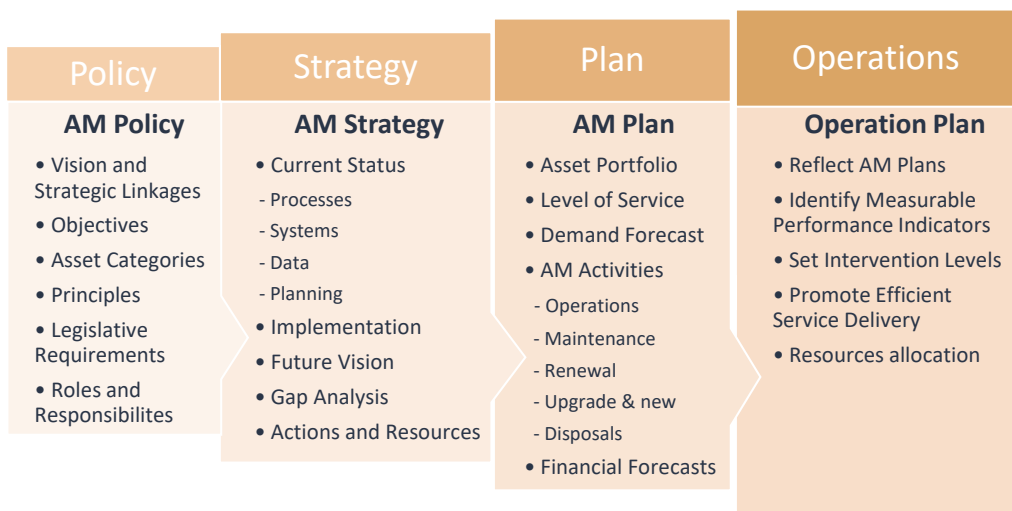 Policy
AM Policy
• Vision and
Strategic Linkages
• Objectives
• Asset Categories
• Principles
• Legislative
Requirements
• Roles and
Responsibilites
Strategy
AM Strategy
• Current Status
- Processes
- Systems
- Data
- Planning
• Implementation
• Future Vision
• Gap Analysis
• Actions and Resources
Plan
AM Plan
• Asset Portfolio
• Level of Service
• Demand Forecast
• AM Activities
- Operations
- Maintenance
- Renewal
- Upgrade & new
- Disposals
• Financial Forecasts
Operations
Operation Plan
• Reflect AM Plans
• Identify Measurable
Performance Indicators
• Set Intervention Levels
• Promote Efficient
Service Delivery
• Resources allocation